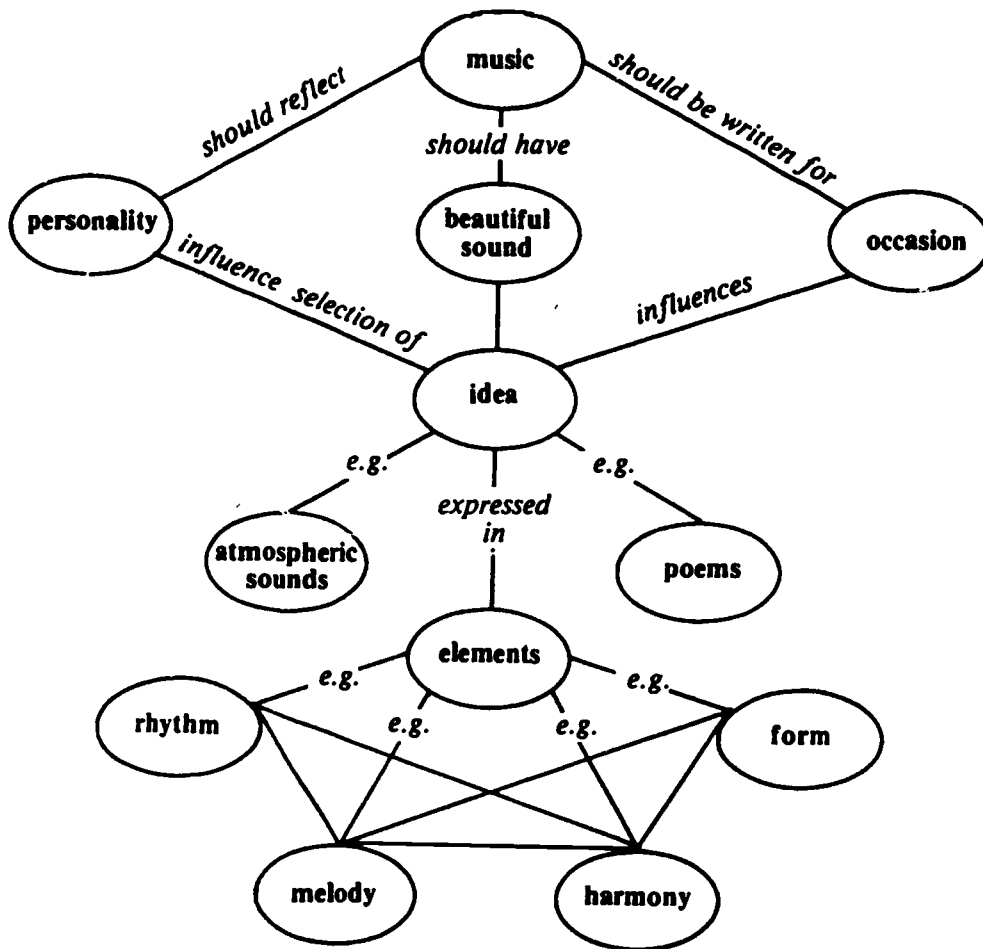 music
should reflect
should be written for
should have
personality
beautiful
sound
occasion
influence selection of
influences
idea
e.g.
e.g.
expressed
in
atmospheric
sounds
poems
elements
e.g.
e.g.
rhythm
e.g.
e.g.
form
melody
harmony